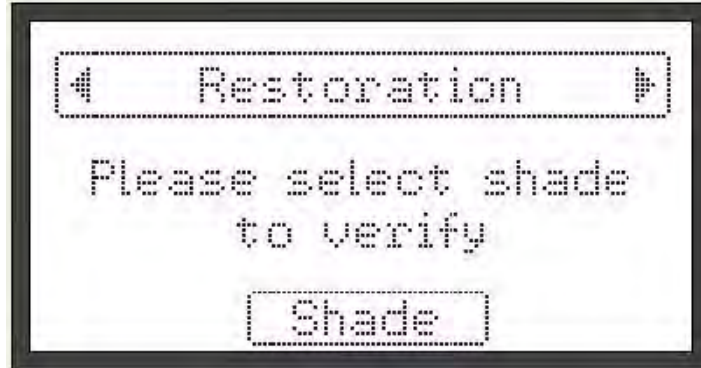 Restoration
Please select shade
to verify
Shade